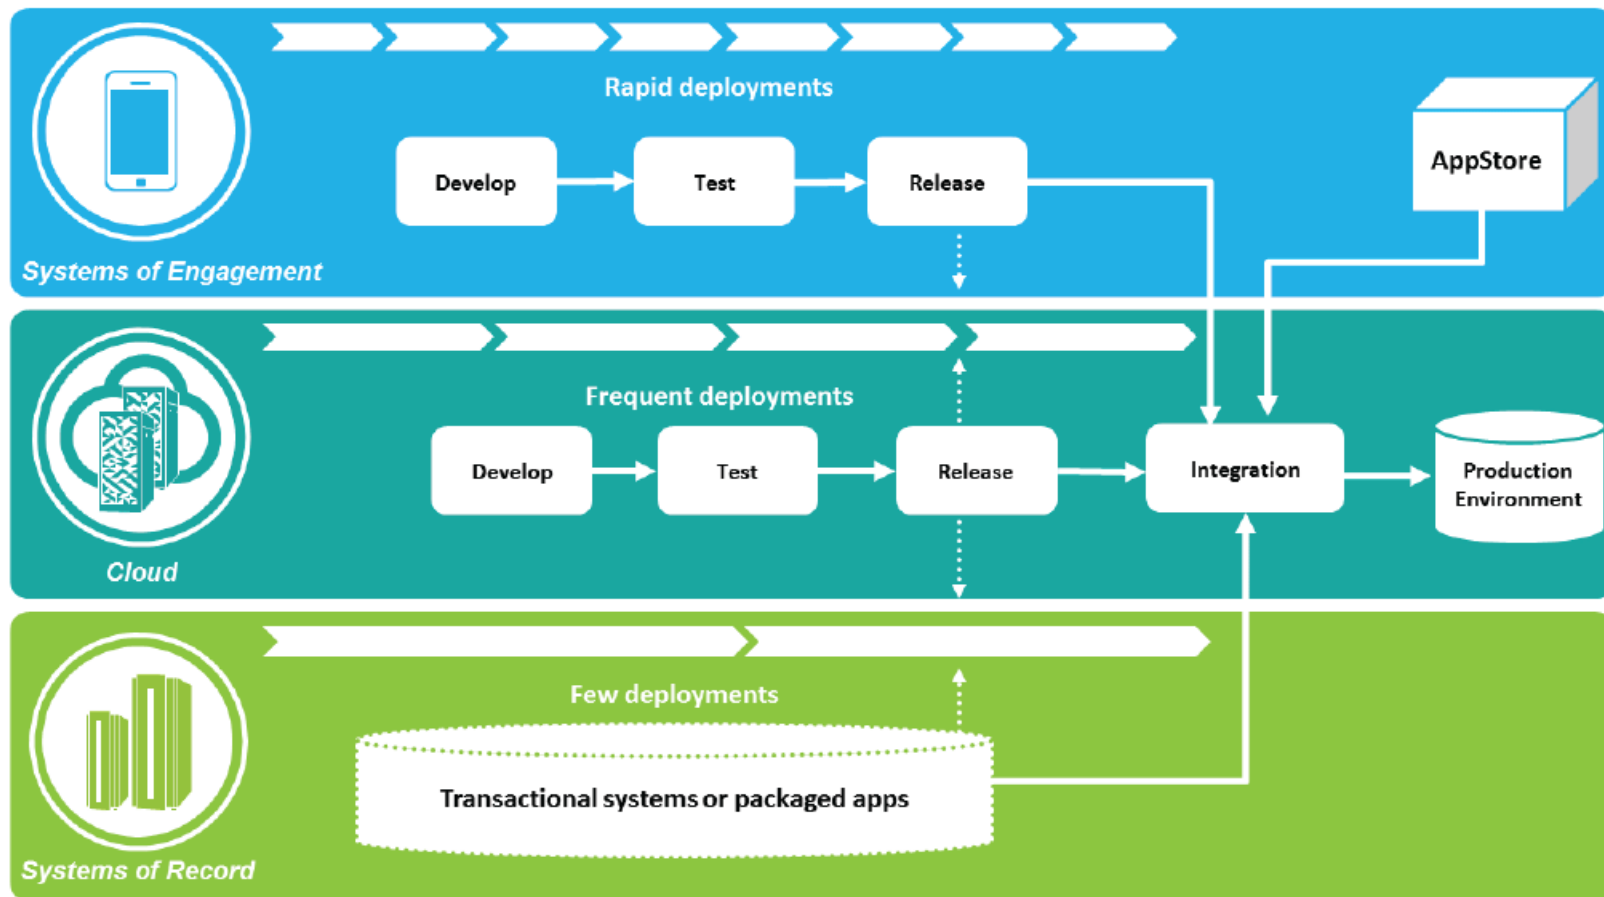 Rapid deployments
AppStore
Develop
Test
Release
Systems of Engagement
Frequent deployments
Develop
Test
Release
Integration
Production
Environment
Cloud
Few deployments
Transactional systems or packaged apps
Systems of Record